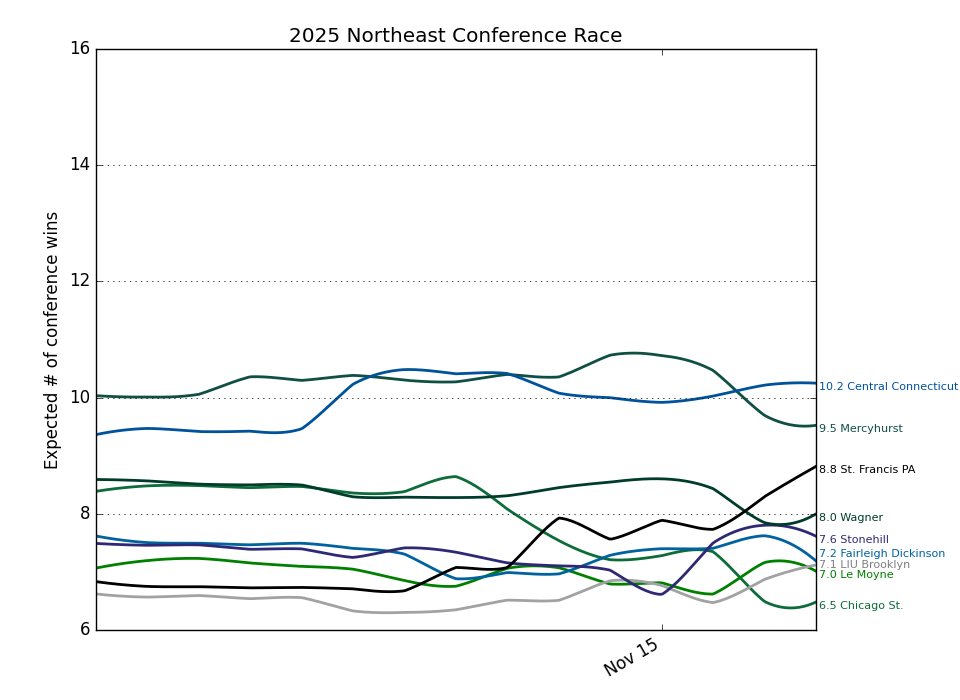 2025 Northeast Conference Race
Expected # of conference wins
16
14
12
10
8
6
Nov 15
10.2 Central Connecticut
9.5 Mercyhurst
8.8 St. Francis PA
8.0 Wagner
7.6 Stonehill
7.2 Fairleigh Dickinson
7.1 LIU Brooklyn
7.0 Le Moyne
6.5 Chicago St.